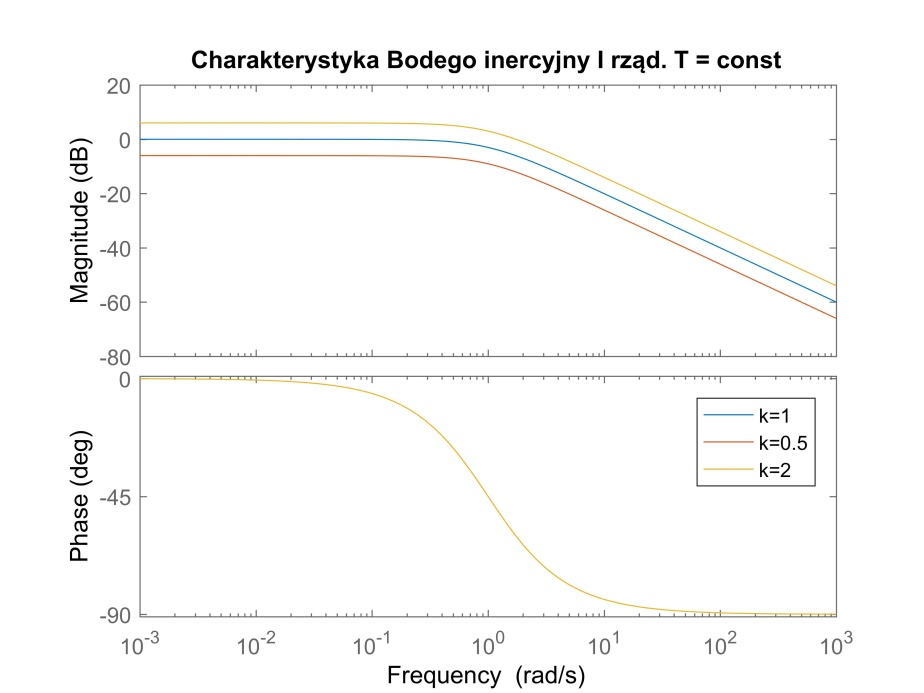 Charakterystyka Bodego inercyjny I rząd. T = const
20
0
-20
-40
-60
-80
Magnitude (dB)
0
-45
-90
Phase (deg)
k=1
k=0.5
k=2
10^-3 10^-2 10^-1 10^0 10^1 10^2 10^3
Frequency (rad/s)